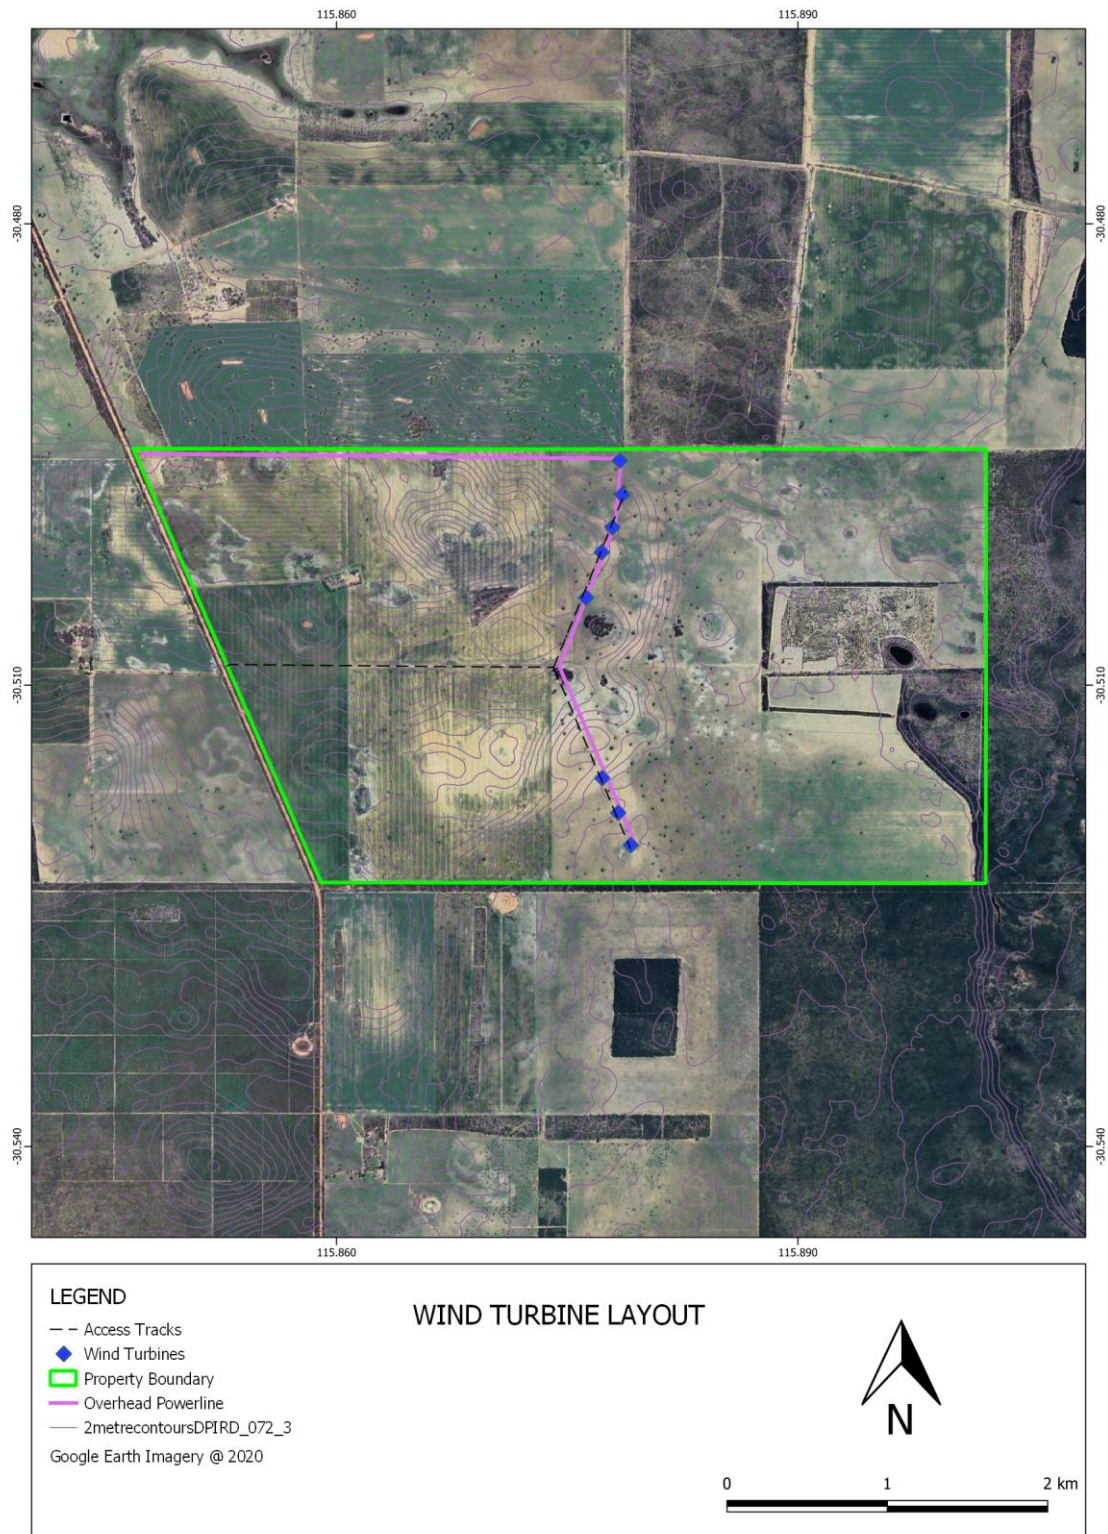 115.860
115.890
-30.480
-30.480
-30.510
-30.510
-30.540
-30.540
115.860
115.890
LEGEND
Access Tracks
Wind Turbines
Property Boundary
Overhead Powerline
2metrecontoursDPIRD_072_3
Google Earth Imagery @ 2020
WIND TURBINE LAYOUT
N
0 1 2 km